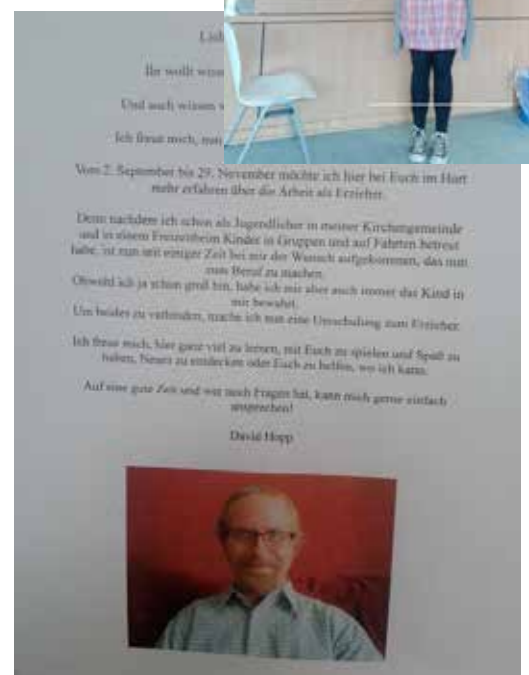 Lieb
Ihr wollt wisse
Und auch wissen w
Ich freut mich, nun
Vom 2. September bis 29. November möchte ich hier bei Euch im Hort
mehr erfahren über die Arbeit als Erzieher.
Denn nachdem ich schon als Jugendlicher in meiner Kirchengemeinde
und in einem Freizeitheim Kinder in Gruppen und auf Fahrten betreut
habe, ist nun seit einiger Zeit bei mir der Wunsch aufgekommen, das nun
zum Beruf zu machen.
Obwohl ich ja schon groß bin, habe ich mir aber auch immer das Kind in
mir bewahrt.
Um beides zu verbinden, mache ich nun eine Umschulung zum Erzieher.
Ich freue mich, hier ganz viel zu lernen, mit Euch zu spielen und Spaß zu
haben, Neues zu entdecken oder Euch zu helfen, wo ich kann.
Auf eine gute Zeit und wer noch Fragen hat, kann mich gerne einfach
ansprechen!
David Hopp